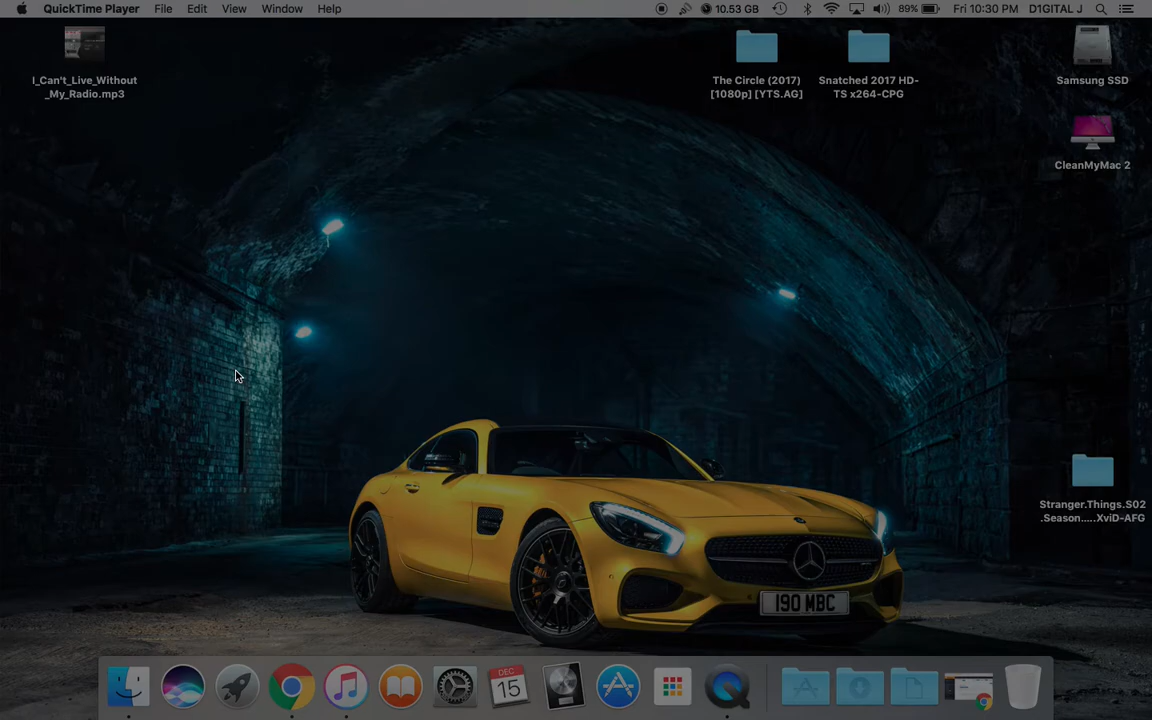 QuickTime Player File Edit View Window Help 10.53 GB 89% Fri 10:30 PM D1GITAL J
I_Can't_Live_Without
_My_Radio.mp3
The Circle (2017)
[1080p] [YTS.AG]
Snatched 2017 HD-
TS x264-CPG
Samsung SSD
CleanMyMac 2
Stranger.Things.S02
.Season.....XviD-AFG
190 MBC
DEC
15